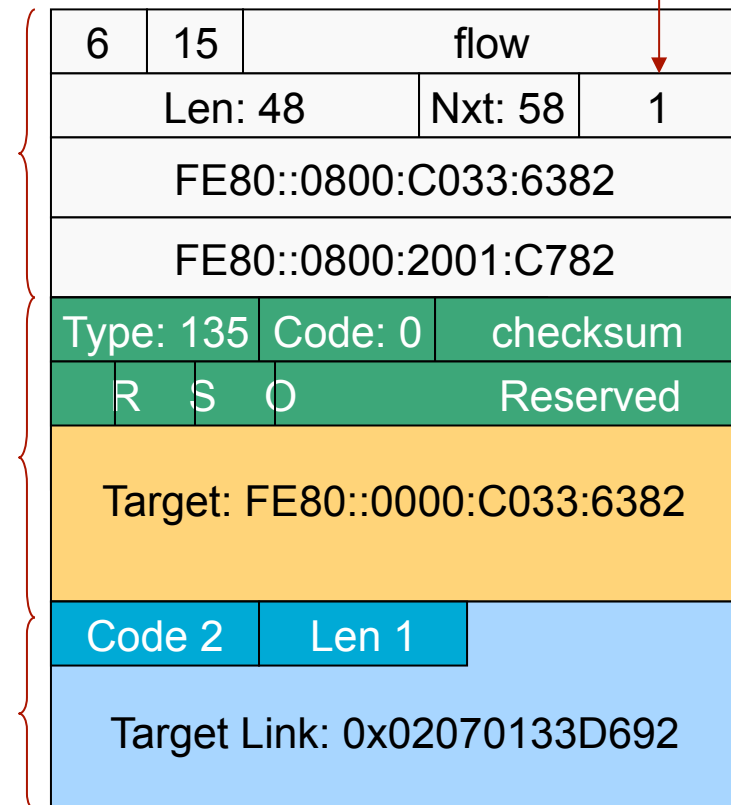 6 15 flow
Len: 48 Nxt: 58 1
FE80::0800:C033:6382
FE80::0800:2001:C782
Type: 135 Code: 0 checksum
R S O Reserved
Target: FE80::0000:C033:6382
Code 2 Len 1
Target Link: 0x02070133D692